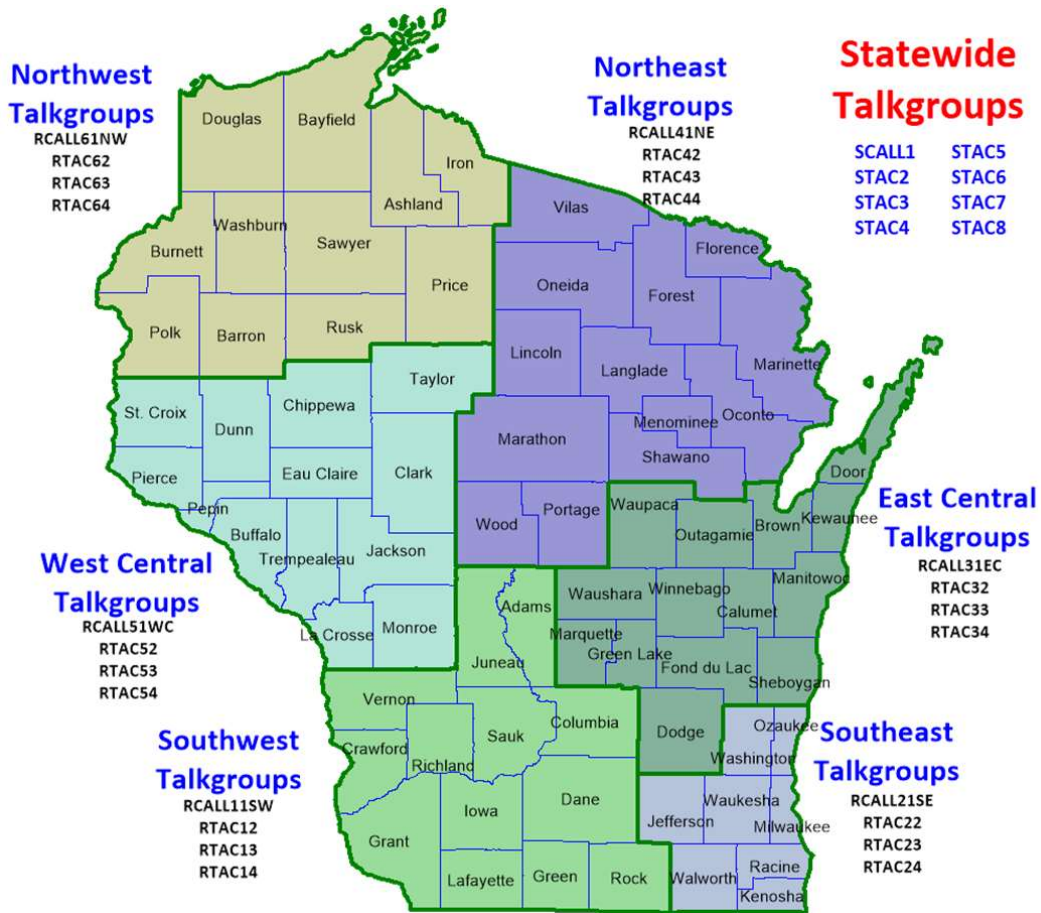 Northwest
Talkgroups
RCALL61NW
RTAC62
RTAC63
RTAC64
Northeast
Talkgroups
RCALL41NE
RTAC42
RTAC43
RTAC44
Statewide
Talkgroups
SCALL1 STAC5
STAC2 STAC6
STAC3 STAC7
STAC4 STAC8
Douglas
Bayfield
Iron
Ashland
Washburn
Sawyer
Burnett
Price
Polk
Barron
Rusk
Vilas
Florence
Oneida
Forest
Lincoln
Langlade
Marinette
Menominee
Oconto
Marathon
Shawano
Wood
Portage
Taylor
St. Croix
Chippewa
Dunn
Pierce
Eau Claire
Clark
Pepin
Buffalo
Trempealeau
Jackson
La Crosse
Monroe
West Central
Talkgroups
RCALL51WC
RTAC52
RTAC53
RTAC54
Door
Waupaca
Outagamie
Brown
Kewaunee
Waushara
Winnebago
Calumet
Manitowoc
Marquette
Green Lake
Fond du Lac
Sheboygan
Dodge
East Central
Talkgroups
RCALL31EC
RTAC32
RTAC33
RTAC34
Adams
Juneau
Vernon
Crawford
Richland
Sauk
Columbia
Iowa
Dane
Grant
Lafayette
Green
Rock
Southwest
Talkgroups
RCALL11SW
RTAC12
RTAC13
RTAC14
Ozaukee
Washington
Jefferson
Waukesha
Milwaukee
Walworth
Racine
Kenosha
Southeast
Talkgroups
RCALL21SE
RTAC22
RTAC23
RTAC24